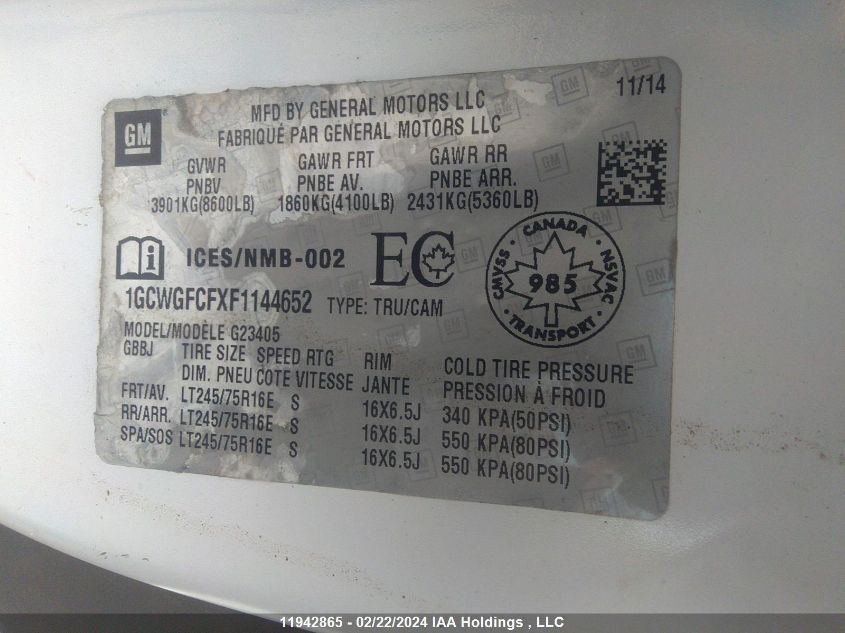 GM
11/14
MFD BY GENERAL MOTORS LLC
FABRIQUÉ PAR GENERAL MOTORS LLC
GVWR GAWR FRT GAWR RR
PNBV PNBE AV. PNBE ARR.
3901KG(8600LB) 1860KG(4100LB) 2431KG(5360LB)
i ICES/NMB-002 EC
CANADA
CMVSS 985 NSVAC
TRANSPORT
1GCWGFCFXF1144652 TYPE: TRU/CAM
MODEL/MODÈLE G23405
GBBJ TIRE SIZE SPEED RTG RIM COLD TIRE PRESSURE
DIM. PNEU COTE VITESSE JANTE PRESSION À FROID
FRT/AV. LT245/75R16E S 16X6.5J 340 KPA(50PSI)
RR/ARR. LT245/75R16E S 16X6.5J 550 KPA(80PSI)
SPA/SOS LT245/75R16E S 16X6.5J 550 KPA(80PSI)
11942865 - 02/22/2024 IAA Holdings , LLC